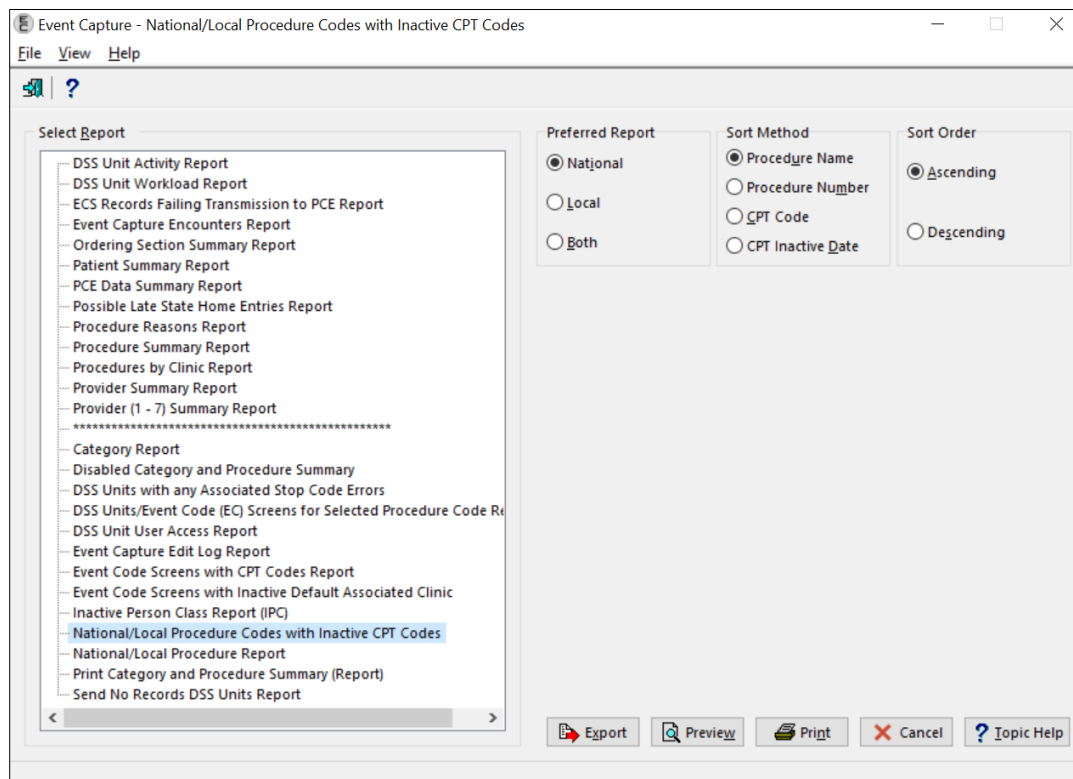 Event Capture - National/Local Procedure Codes with Inactive CPT Codes
File View Help
Select Report
DSS Unit Activity Report
DSS Unit Workload Report
ECS Records Failing Transmission to PCE Report
Event Capture Encounters Report
Ordering Section Summary Report
Patient Summary Report
PCE Data Summary Report
Possible Late State Home Entries Report
Procedure Reasons Report
Procedure Summary Report
Procedures by Clinic Report
Provider Summary Report
Provider (1 - 7) Summary Report
**************************************************
Category Report
Disabled Category and Procedure Summary
DSS Units with any Associated Stop Code Errors
DSS Units/Event Code (EC) Screens for Selected Procedure Code Re
DSS Unit User Access Report
Event Capture Edit Log Report
Event Code Screens with CPT Codes Report
Event Code Screens with Inactive Default Associated Clinic
Inactive Person Class Report (IPC)
National/Local Procedure Codes with Inactive CPT Codes
National/Local Procedure Report
Print Category and Procedure Summary (Report)
Send No Records DSS Units Report
Preferred Report
National
Local
Both
Sort Method
Procedure Name
Procedure Number
CPT Code
CPT Inactive Date
Sort Order
Ascending
Descending
Export Preview Print Cancel ? Topic Help